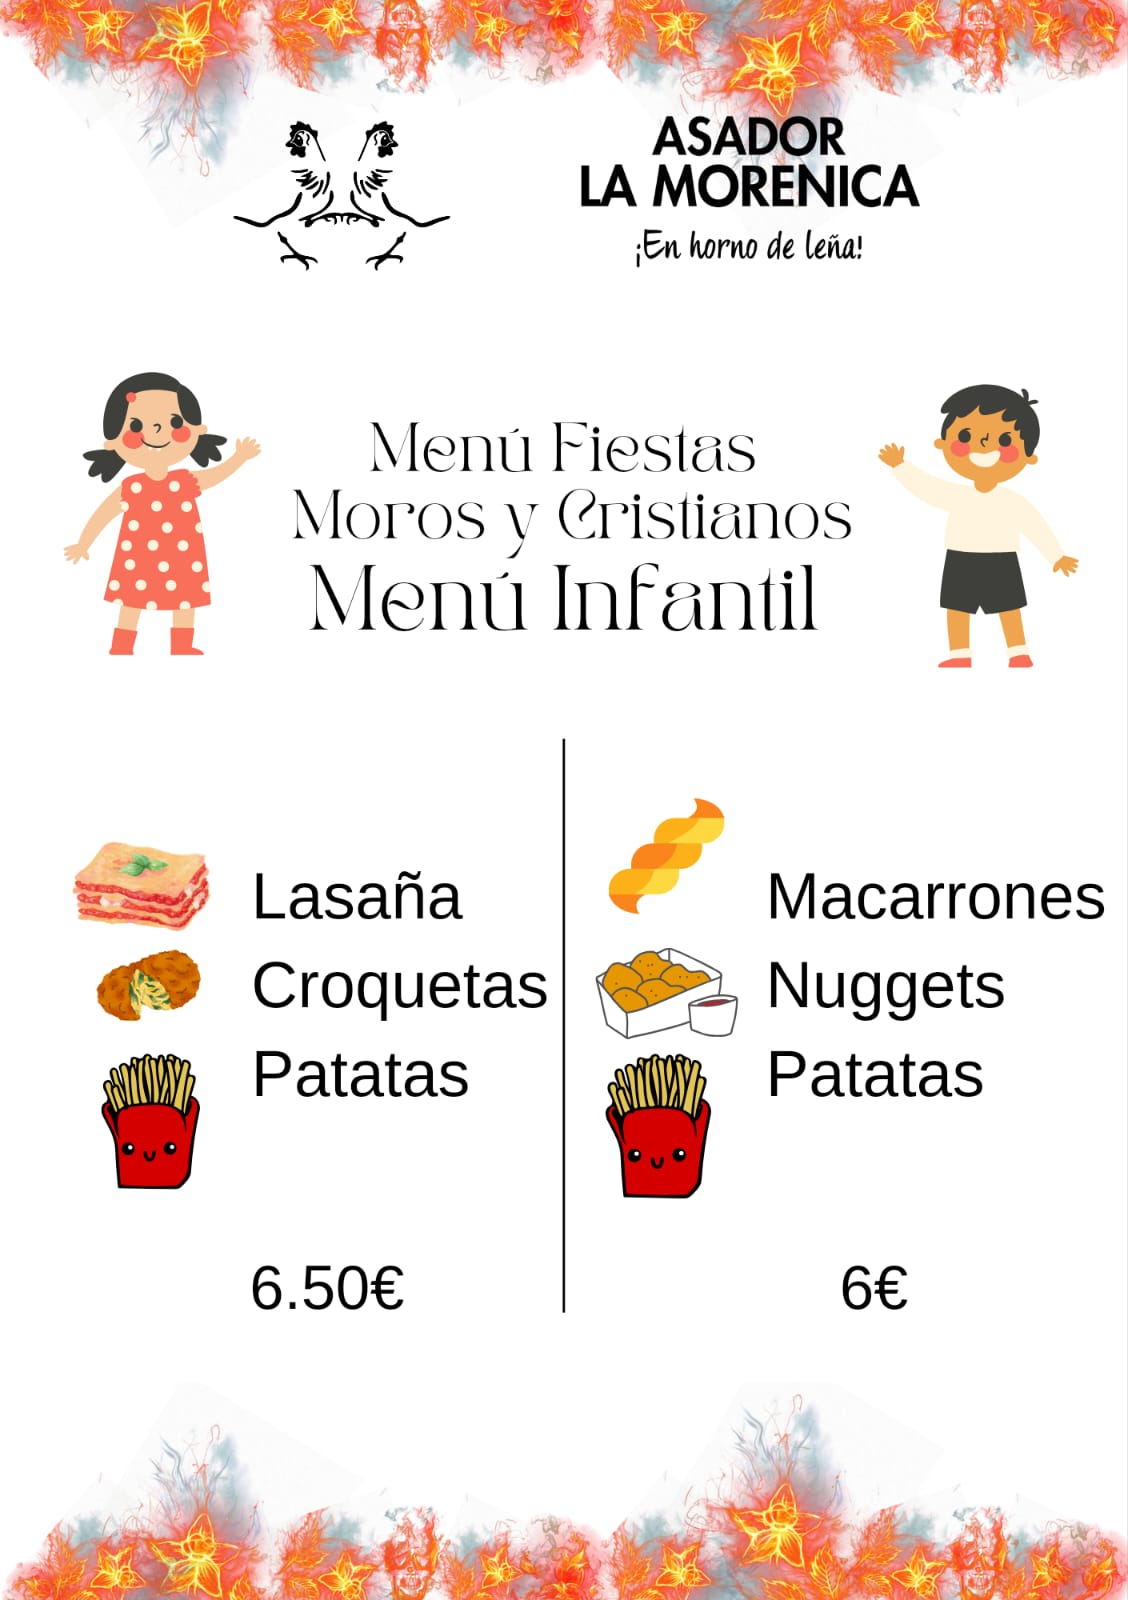 ASADOR
LA MORENICA
¡En horno de leña!
Menú Fiestas
Moros y Cristianos
Menú Infantil
Lasaña
Croquetas
Patatas
6.50€
Macarrones
Nuggets
Patatas
6€